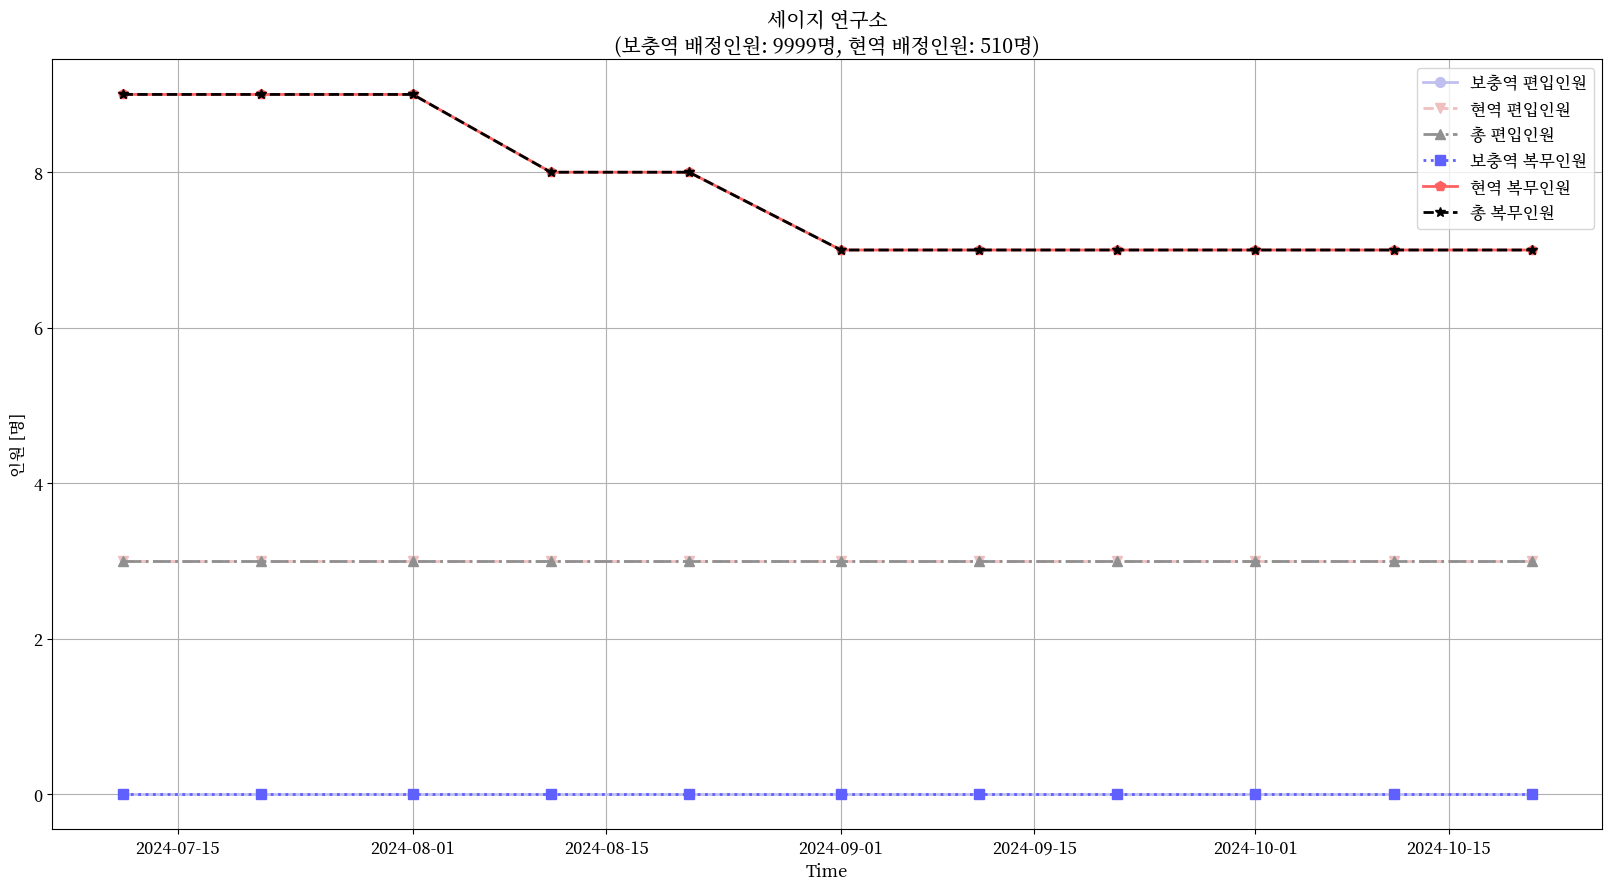 세이지 연구소
(보충역 배정인원: 9999명, 현역 배정인원: 510명)
보충역 편입인원
현역 편입인원
총 편입인원
보충역 복무인원
현역 복무인원
총 복무인원
인원 [명]
8
6
4
2
0
2024-07-15
2024-08-01
2024-08-15
2024-09-01
2024-09-15
2024-10-01
2024-10-15
Time